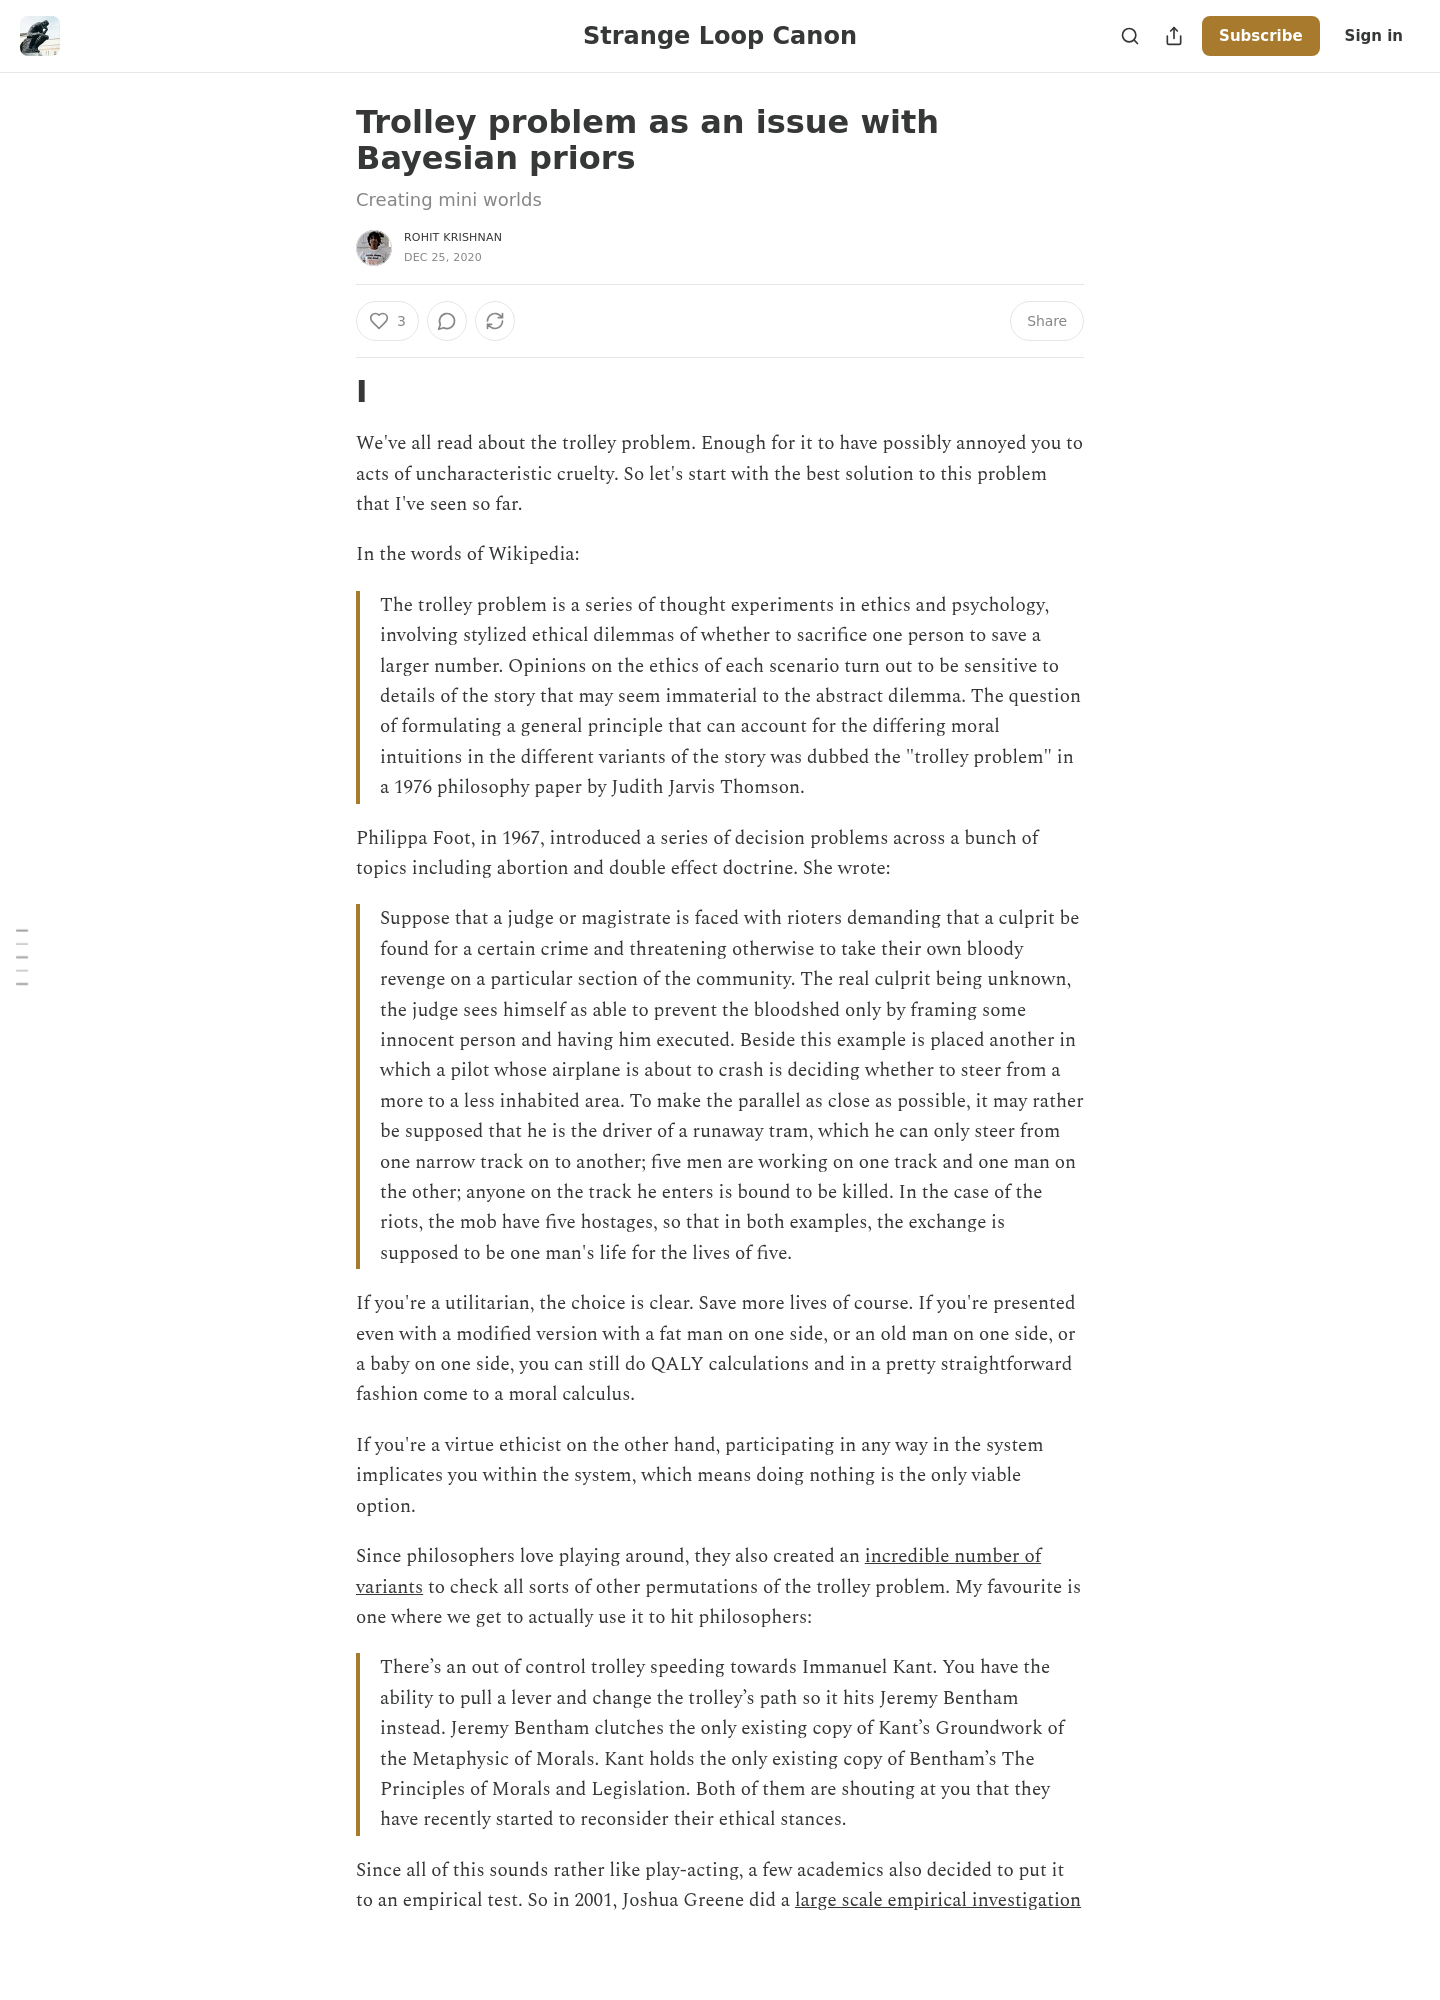 Strange Loop Canon
Subscribe
Sign in
Trolley problem as an issue with
Bayesian priors
Creating mini worlds
ROHIT KRISHNAN
DEC 25, 2020
3
Share
I
We've all read about the trolley problem. Enough for it to have possibly annoyed you to
acts of uncharacteristic cruelty. So let's start with the best solution to this problem
that I've seen so far.
In the words of Wikipedia:
The trolley problem is a series of thought experiments in ethics and psychology,
involving stylized ethical dilemmas of whether to sacrifice one person to save a
larger number. Opinions on the ethics of each scenario turn out to be sensitive to
details of the story that may seem immaterial to the abstract dilemma. The question
of formulating a general principle that can account for the differing moral
intuitions in the different variants of the story was dubbed the "trolley problem" in
a 1976 philosophy paper by Judith Jarvis Thomson.
Philippa Foot, in 1967, introduced a series of decision problems across a bunch of
topics including abortion and double effect doctrine. She wrote:
Suppose that a judge or magistrate is faced with rioters demanding that a culprit be
found for a certain crime and threatening otherwise to take their own bloody
revenge on a particular section of the community. The real culprit being unknown,
the judge sees himself as able to prevent the bloodshed only by framing some
innocent person and having him executed. Beside this example is placed another in
which a pilot whose airplane is about to crash is deciding whether to steer from a
more to a less inhabited area. To make the parallel as close as possible, it may rather
be supposed that he is the driver of a runaway tram, which he can only steer from
one narrow track on to another; five men are working on one track and one man on
the other; anyone on the track he enters is bound to be killed. In the case of the
riots, the mob have five hostages, so that in both examples, the exchange is
supposed to be one man's life for the lives of five.
If you're a utilitarian, the choice is clear. Save more lives of course. If you're presented
even with a modified version with a fat man on one side, or an old man on one side, or
a baby on one side, you can still do QALY calculations and in a pretty straightforward
fashion come to a moral calculus.
If you're a virtue ethicist on the other hand, participating in any way in the system
implicates you within the system, which means doing nothing is the only viable
option.
Since philosophers love playing around, they also created an incredible number of
variants to check all sorts of other permutations of the trolley problem. My favourite is
one where we get to actually use it to hit philosophers:
There’s an out of control trolley speeding towards Immanuel Kant. You have the
ability to pull a lever and change the trolley’s path so it hits Jeremy Bentham
instead. Jeremy Bentham clutches the only existing copy of Kant’s Groundwork of
the Metaphysic of Morals. Kant holds the only existing copy of Bentham’s The
Principles of Morals and Legislation. Both of them are shouting at you that they
have recently started to reconsider their ethical stances.
Since all of this sounds rather like play-acting, a few academics also decided to put it
to an empirical test. So in 2001, Joshua Greene did a large scale empirical investigation